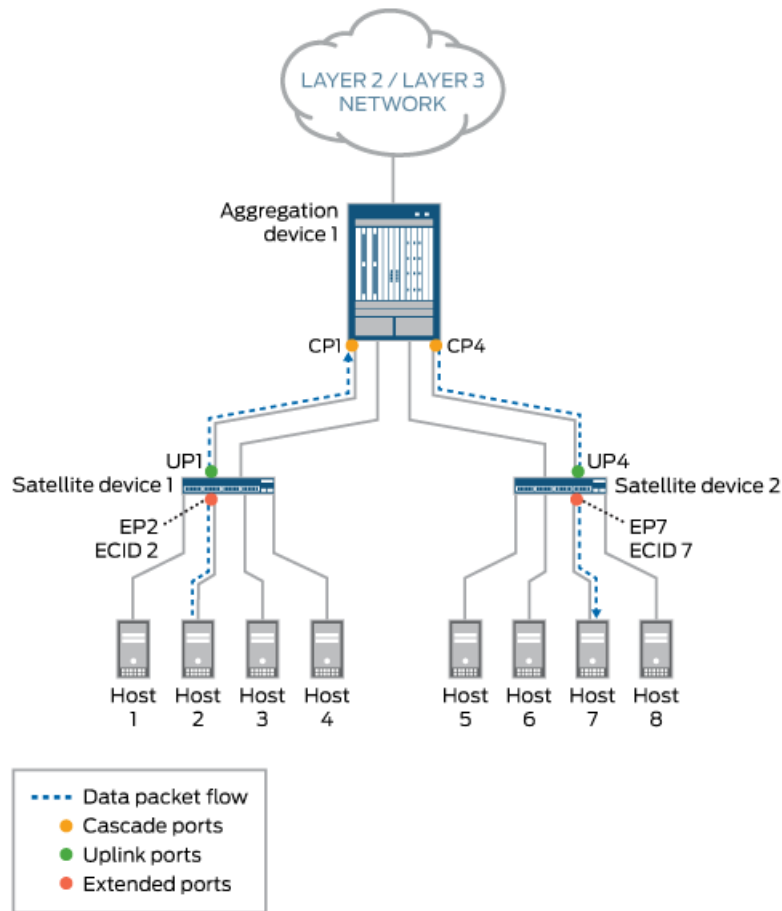 LAYER 2 / LAYER 3
NETWORK
Aggregation
device 1
CP1
CP4
UP1
UP4
Satellite device 1
Satellite device 2
EP2
ECID 2
EP7
ECID 7
Host
1
Host
2
Host
3
Host
4
Host
5
Host
6
Host
7
Host
8
Data packet flow
Cascade ports
Uplink ports
Extended ports